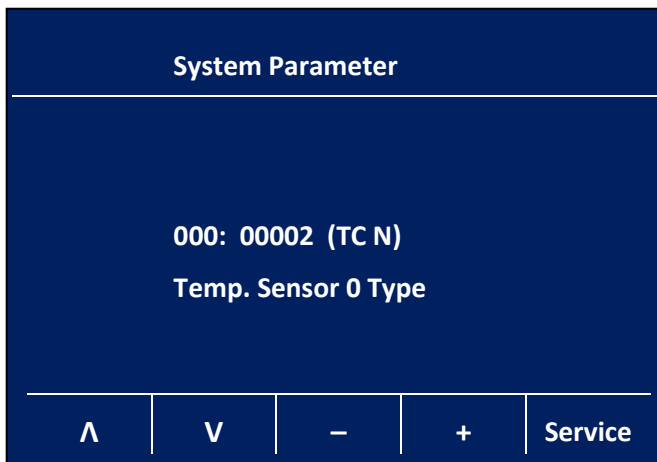 System Parameter
000: 00002 (TC N)
Temp. Sensor 0 Type
Λ V – + Service